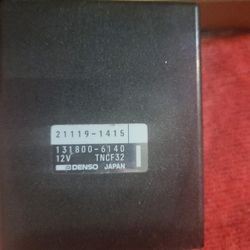 21119-1415
131800-6140
12V TNCF32
DENSO JAPAN